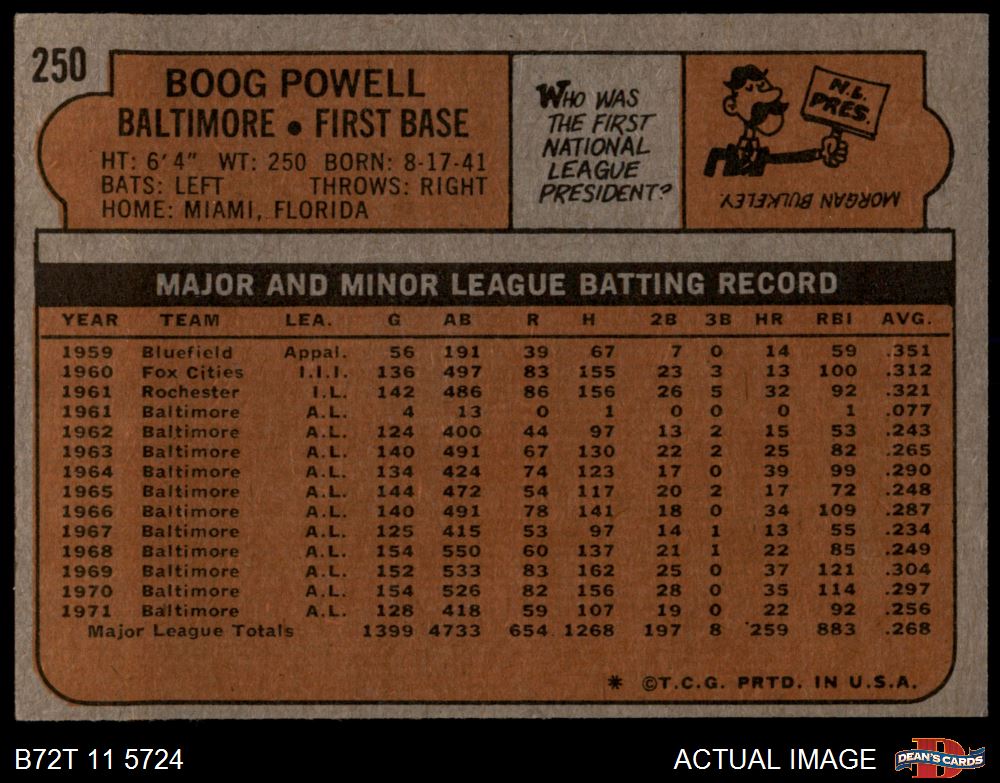 250
BOOG POWELL
BALTIMORE • FIRST BASE
HT: 6'4" WT: 250 BORN: 8-17-41
BATS: LEFT THROWS: RIGHT
HOME: MIAMI, FLORIDA
WHO WAS
THE FIRST
NATIONAL
LEAGUE
PRESIDENT?
N.L.
PRES.
MORGAN BULKELEY
MAJOR AND MINOR LEAGUE BATTING RECORD
YEAR TEAM LEA. G AB R H 2B 3B HR RBI AVG.
1959 Bluefield Appal. 56 191 39 67 7 0 14 59 .351
1960 Fox Cities I.I.I. 136 497 83 155 23 3 13 100 .312
1961 Rochester I.L. 142 486 86 156 26 5 32 92 .321
1961 Baltimore A.L. 4 13 0 1 0 0 0 1 .077
1962 Baltimore A.L. 124 400 44 97 13 2 15 53 .243
1963 Baltimore A.L. 140 491 67 130 22 2 25 82 .265
1964 Baltimore A.L. 134 424 74 123 17 0 39 99 .290
1965 Baltimore A.L. 144 472 54 117 20 2 17 72 .248
1966 Baltimore A.L. 140 491 78 141 18 0 34 109 .287
1967 Baltimore A.L. 125 415 53 97 14 1 13 55 .234
1968 Baltimore A.L. 154 550 60 137 21 1 22 85 .249
1969 Baltimore A.L. 152 533 83 162 25 0 37 121 .304
1970 Baltimore A.L. 154 526 82 156 28 0 35 114 .297
1971 Baltimore A.L. 128 418 59 107 19 0 22 92 .256
Major League Totals 1399 4733 654 1268 197 8 259 883 .268
* ©T.C.G. PRTD. IN U.S.A.
B72T 11 5724
ACTUAL IMAGE
D
DEAN'S CARDS